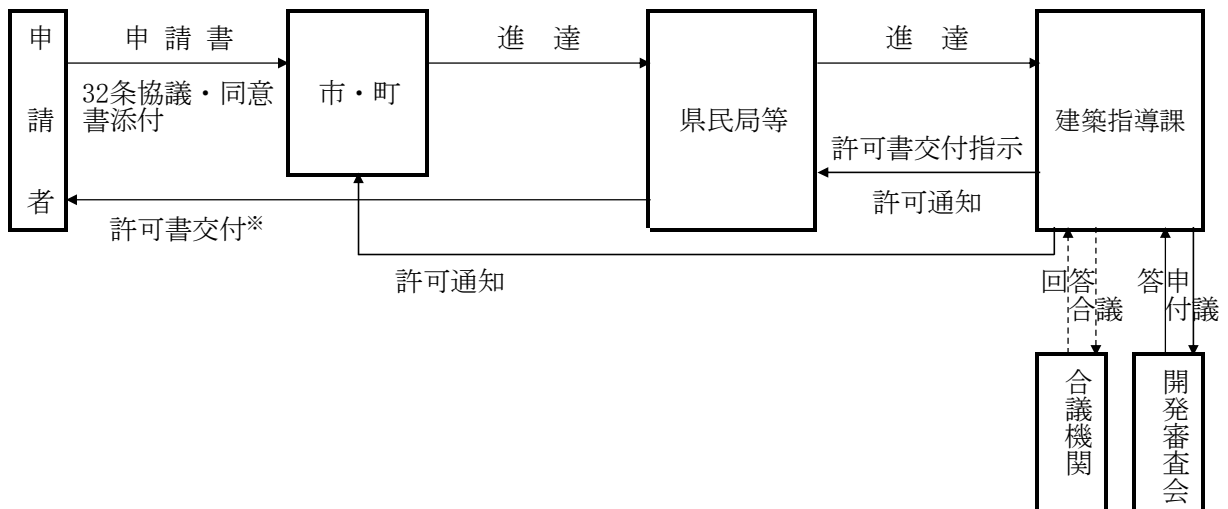 申請者
申 請 書
32条協議・同意
書添付
市・町
進　達
県民局等
進　達
建築指導課
許可書交付指示
許可通知
許可書交付※
許可通知
回答
合議
答申
付議
合議機関
開発審査会